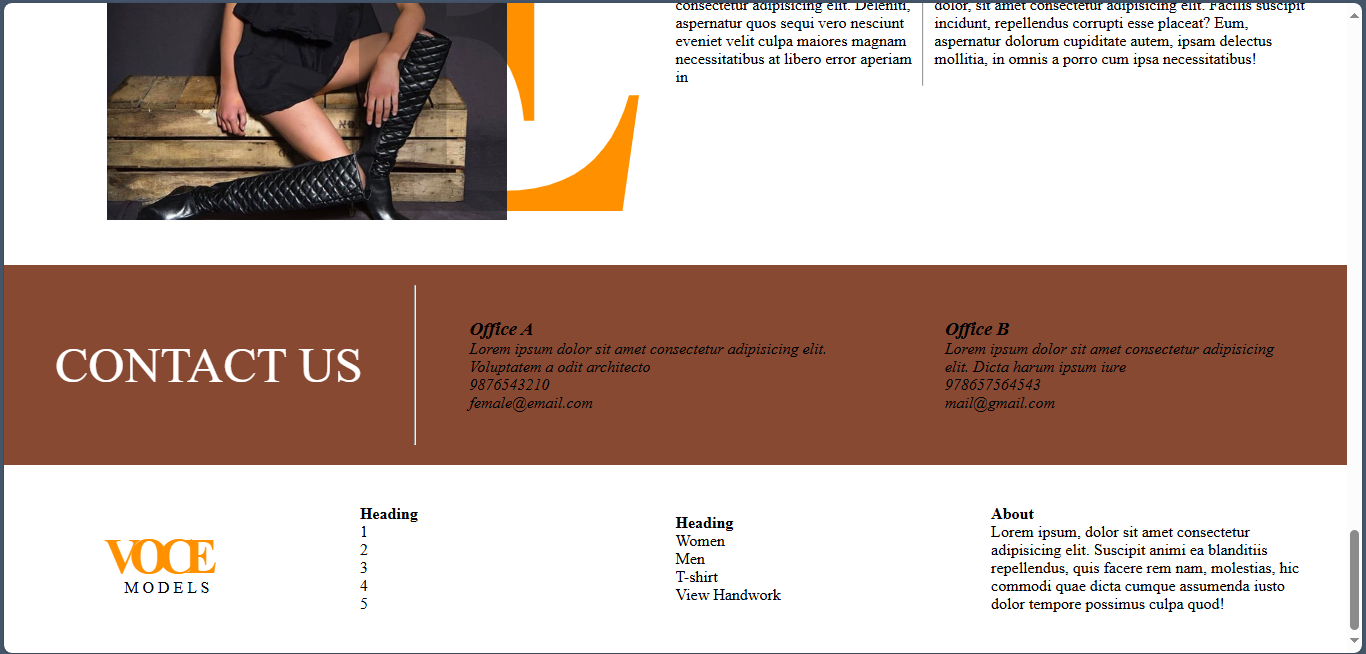 consectetur adipisicing elit. Deleniti,
aspernatur quos sequi vero nesciunt
eveniet velit culpa maiores magnam
necessitatibus at libero error aperiam
in
dolor, sit amet consectetur adipisicing elit. Facilis suscipit
incidunt, repellendus corrupti esse placeat? Eum,
aspernatur dolorum cupiditate autem, ipsam delectus
mollitia, in omnis a porro cum ipsa necessitatibus!
CONTACT US
Office A
Lorem ipsum dolor sit amet consectetur adipisicing elit.
Voluptatem a odit architecto
9876543210
female@email.com
Office B
Lorem ipsum dolor sit amet consectetur adipisicing
elit. Dicta harum ipsum iure
978657564543
mail@gmail.com
VOCE
MODELS
Heading
1
2
3
4
5
Heading
Women
Men
T-shirt
View Handwork
About
Lorem ipsum, dolor sit amet consectetur
adipisicing elit. Suscipit animi ea blanditiis
repellendus, quis facere rem nam, molestias, hic
commodi quae dicta cumque assumenda iusto
dolor tempore possimus culpa quod!